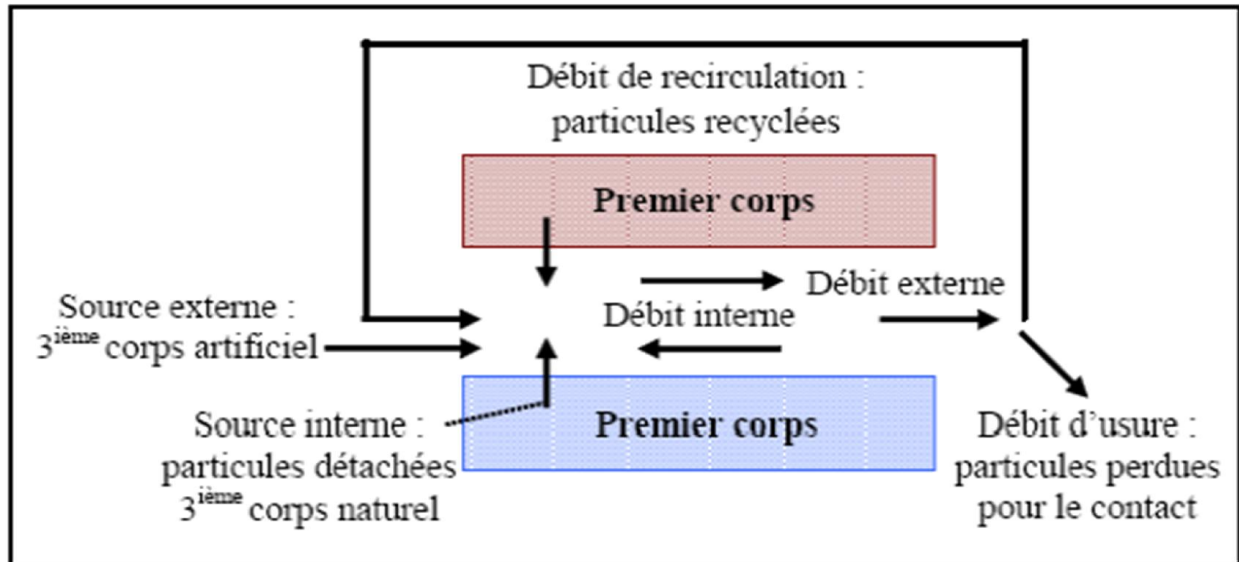 Débit de recirculation :
particules recyclées
Premier corps
Débit externe
Source externe :
3ième corps artificiel
Débit interne
Premier corps
Source interne :
particules détachées
3ième corps naturel
Débit d’usure :
particules perdues
pour le contact